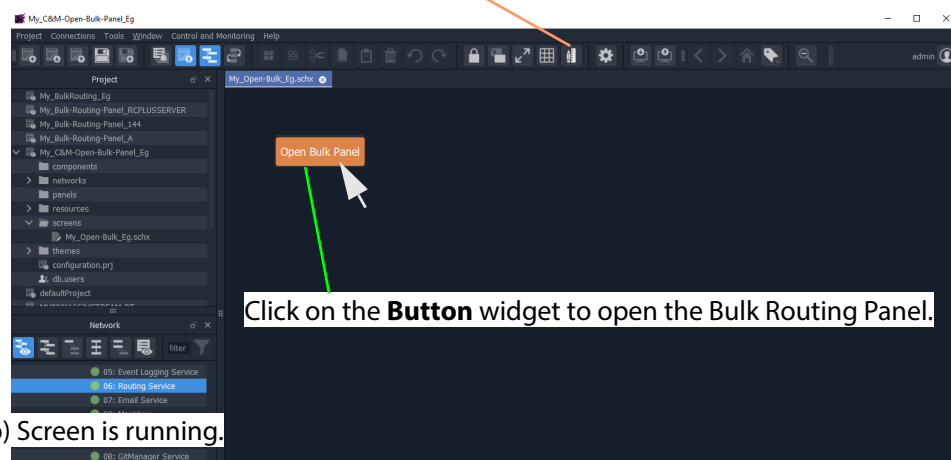 My_C&M-Open-Bulk-Panel_Eg
Project Connections Tools Window Control and Monitoring Help
admin
Project
My_Open-Bulk_Eg.schx
My_BulkRouting_Eg
My_Bulk-Routing-Panel_RCPLUSSERVER
My_Bulk-Routing-Panel_144
My_Bulk-Routing-Panel_A
My_C&M-Open-Bulk-Panel_Eg
Open Bulk Panel
components
networks
panels
resources
screens
My_Open-Bulk_Eg.schx
themes
configuration.prj
db.users
defaultProject
Click on the Button widget to open the Bulk Routing Panel.
Network
filter
05: Event Logging Service
06: Routing Service
07: Email Service
) Screen is running.
08: GitManager Service